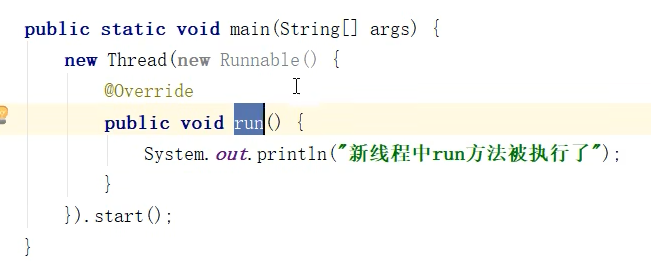 public static void main(String[] args) {
new Thread(new Runnable() {
@Override
public void run() {
System.out.println("新线程中run方法被执行了");
}
}).start();
}